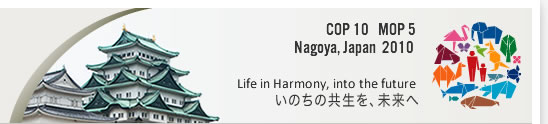 COP 10 MOP 5
Nagoya, Japan 2010
Life in Harmony, into the future
いのちの共生を、未来へ